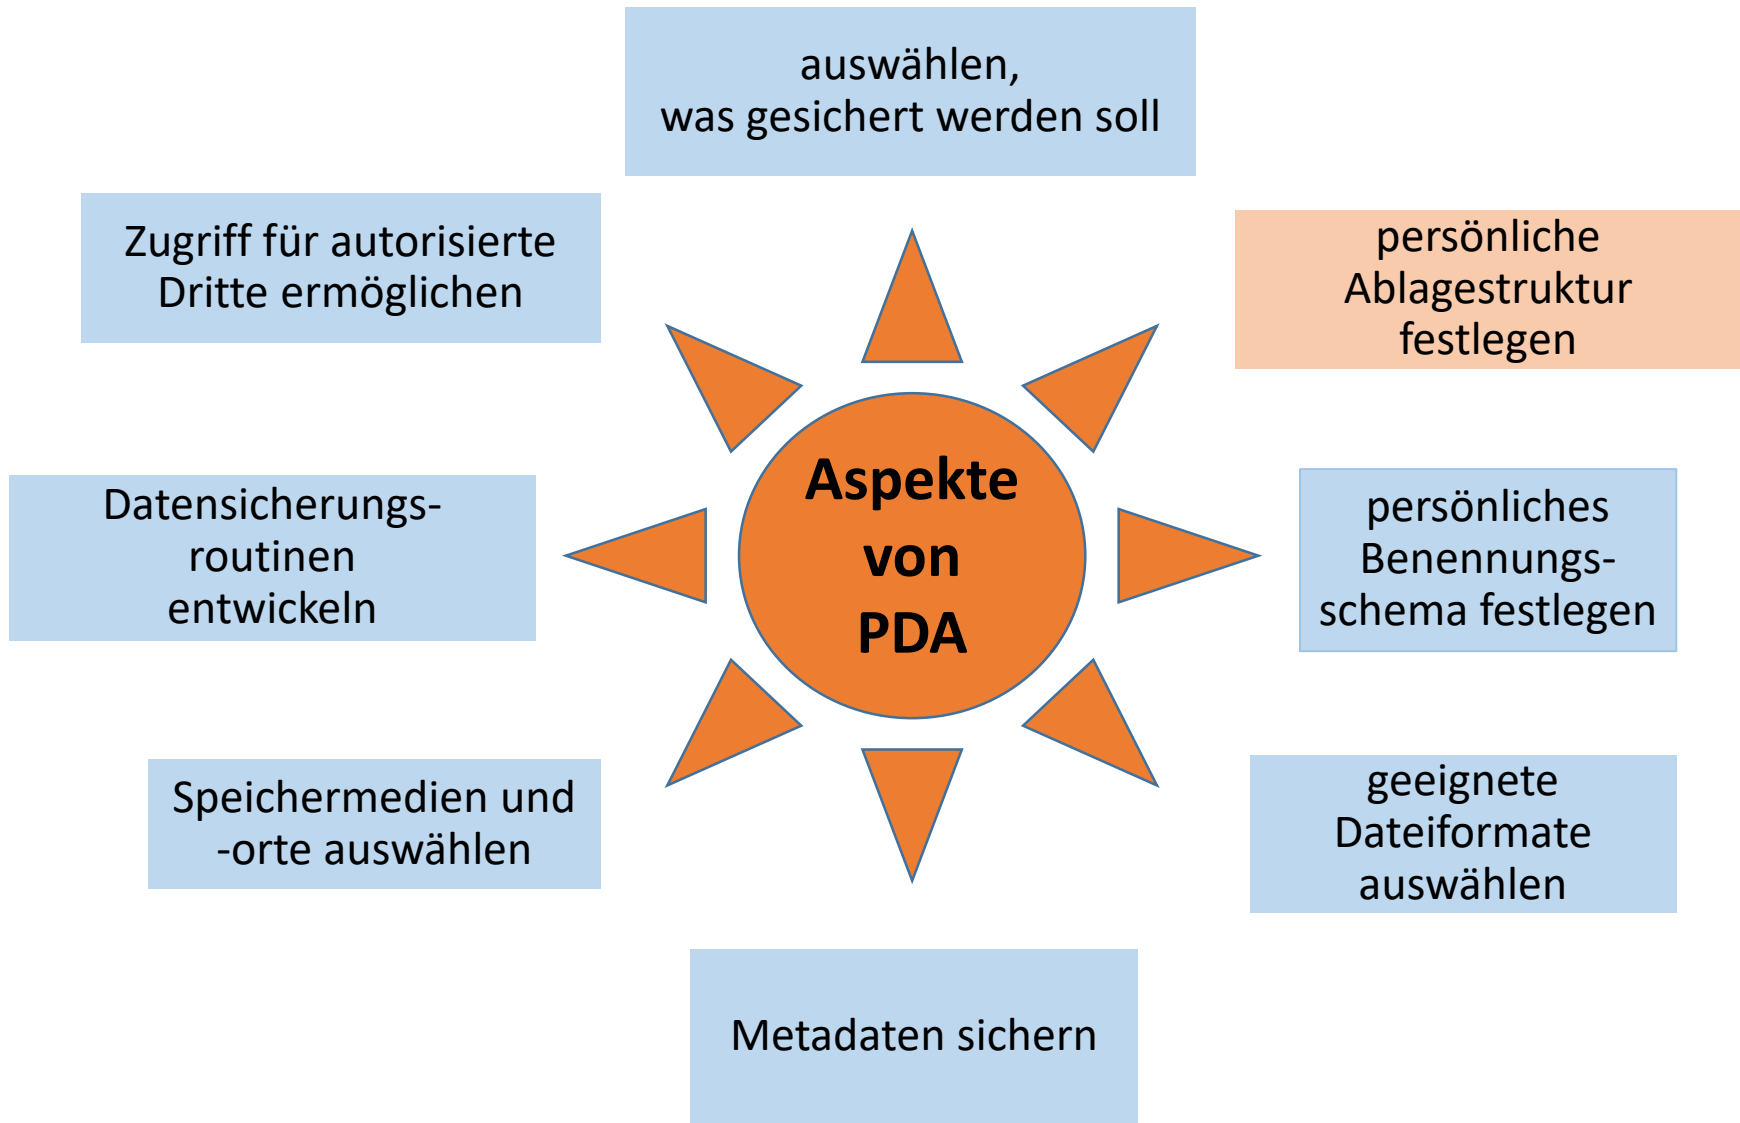 auswählen,
was gesichert werden soll
Zugriff für autorisierte
Dritte ermöglichen
persönliche
Ablagestruktur
festlegen
Aspekte
von
PDA
Datensicherungs-
routinen
entwickeln
persönliches
Benennungs-
schema festlegen
Speichermedien und
-orte auswählen
geeignete
Dateiformate
auswählen
Metadaten sichern